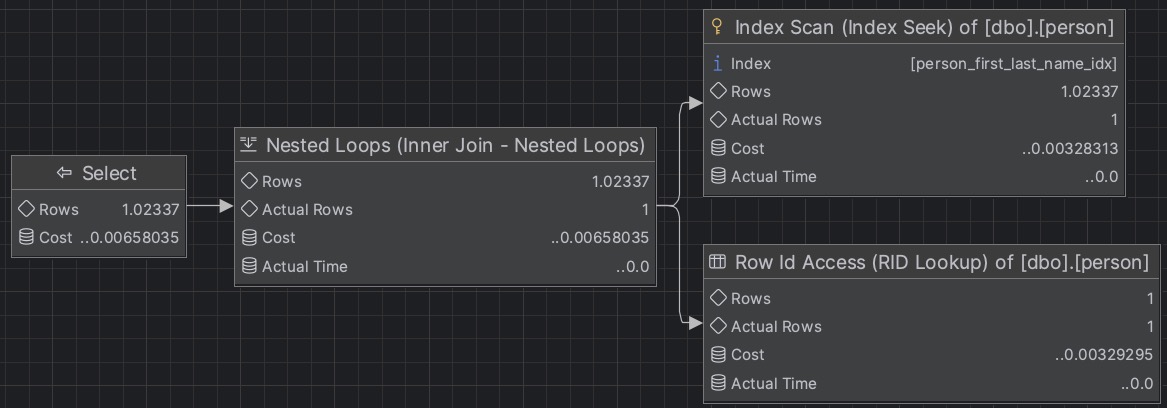 Select
Rows 1.02337
Cost ..0.00658035
Nested Loops (Inner Join - Nested Loops)
Rows 1.02337
Actual Rows 1
Cost ..0.00658035
Actual Time ..0.0
Index Scan (Index Seek) of [dbo].[person]
Index [person_first_last_name_idx]
Rows 1.02337
Actual Rows 1
Cost ..0.00328313
Actual Time ..0.0
Row Id Access (RID Lookup) of [dbo].[person]
Rows 1
Actual Rows 1
Cost ..0.00329295
Actual Time ..0.0